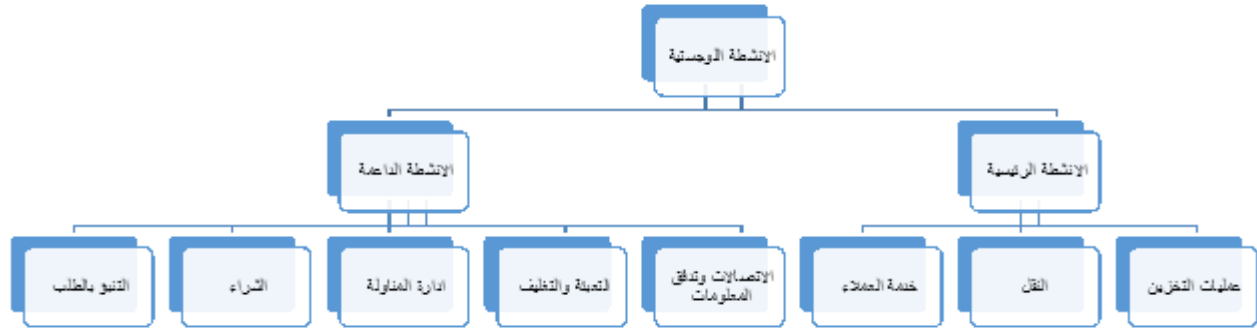 الانشطة اللوجستية
الانشطة الرئيسية
الانشطة الداعمة
عمليات التخزين
النقل
خدمة العملاء
الاتصالات وتدفق
المعلومات
التعبئة والتغليف
ادارة المناولة
الشراء
التنبؤ بالطلب